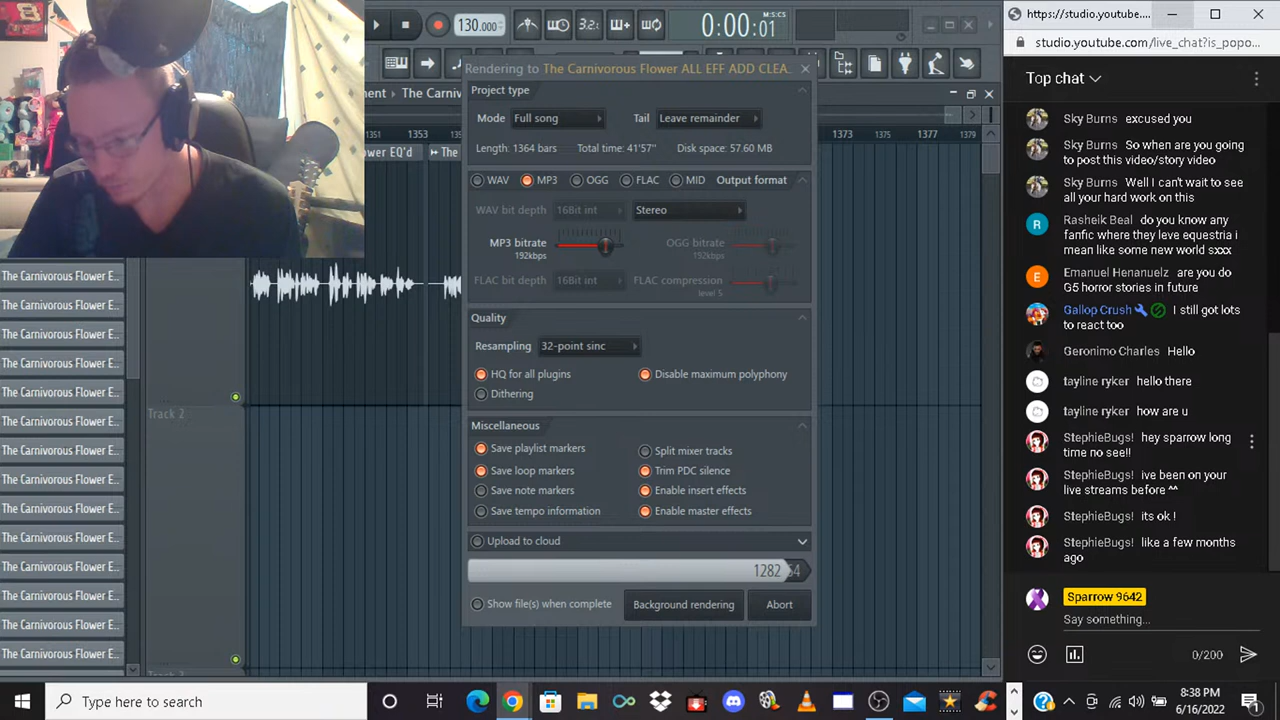 130.000
3.2.
0:00:01
M:S:CS
https://studio.youtube....
studio.youtube.com/live_chat?is_popo...
Rendering to The Carnivorous Flower ALL EFF ADD CLEA..
Project type
Mode Full song Tail Leave remainder
Length: 1364 bars Total time: 41'57'' Disk space: 57.60 MB
WAV MP3 OGG FLAC MID Output format
WAV bit depth 16Bit int Stereo
MP3 bitrate 192kbps OGG bitrate 192kbps
FLAC bit depth 16Bit int FLAC compression level 5
Quality
Resampling 32-point sinc
HQ for all plugins Disable maximum polyphony
Dithering
Miscellaneous
Save playlist markers Split mixer tracks
Save loop markers Trim PDC silence
Save note markers Enable insert effects
Save tempo information Enable master effects
Upload to cloud
1282
Show file(s) when complete Background rendering Abort
ment The Carniv
1351 1353 1373 1375 1377 1379
ower EQ'd The
The Carnivorous Flower E..
The Carnivorous Flower E..
The Carnivorous Flower E..
The Carnivorous Flower E..
The Carnivorous Flower E..
The Carnivorous Flower E..
The Carnivorous Flower E..
The Carnivorous Flower E..
The Carnivorous Flower E..
The Carnivorous Flower E..
The Carnivorous Flower E..
The Carnivorous Flower E..
The Carnivorous Flower E..
The Carnivorous Flower E..
Track 2
Top chat
Sky Burns excused you
Sky Burns So when are you going
to post this video/story video
Sky Burns Well I can't wait to see
all your hard work on this
R
Rasheik Beal do you know any
fanfic where they leve equestria i
mean like some new world sxxx
E
Emanuel Henanuelz are you do
G5 horror stories in future
Gallop Crush I still got lots
to react too
Geronimo Charles Hello
tayline ryker hello there
tayline ryker how are u
StephieBugs! hey sparrow long
time no see!!
StephieBugs! ive been on your
live streams before ^^
StephieBugs! its ok !
StephieBugs! like a few months
ago
Sparrow 9642
Say something...
0/200
Type here to search
8:38 PM
6/16/2022